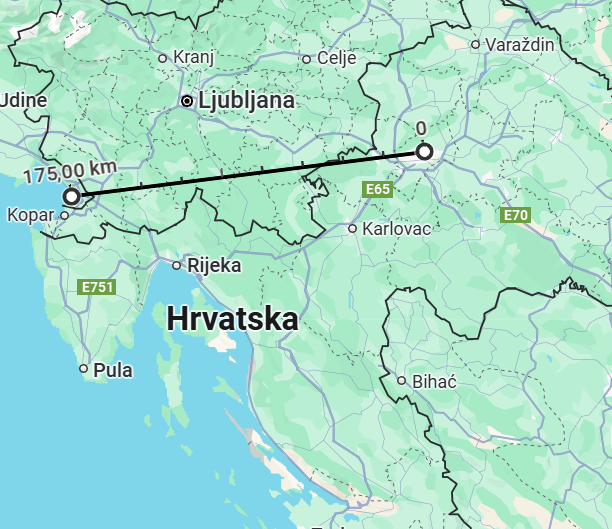 Varaždin
Kranj
Celje
Udine
Ljubljana
0
175,00 km
E65
Kopar
E70
Karlovac
Rijeka
E751
Hrvatska
Pula
Bihać